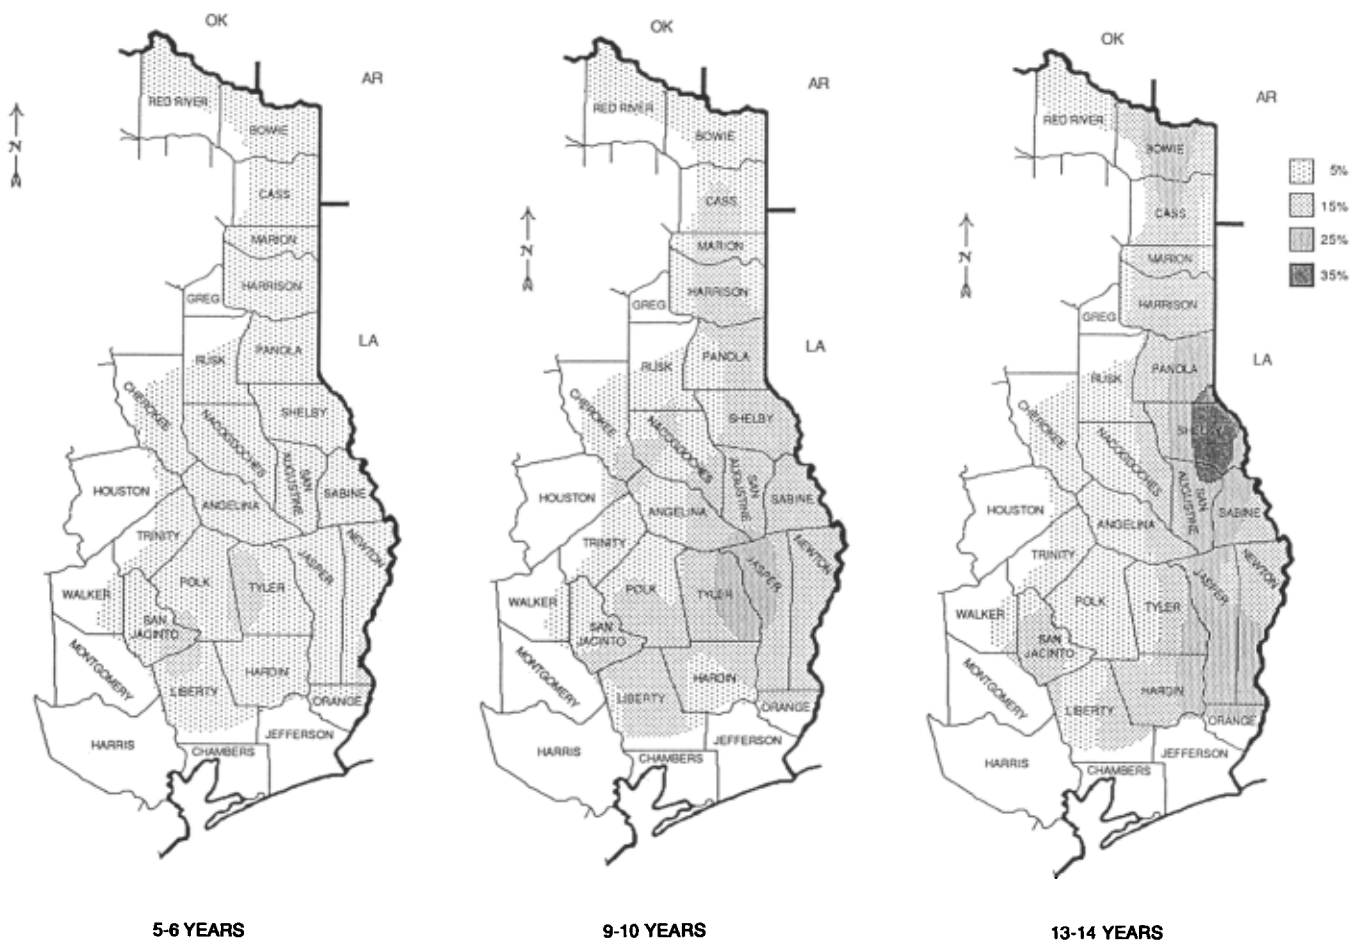 OK
AR
N
RED RIVER
BOWIE
CASS
MARION
HARRISON
GREG
LA
PANOLA
RUSK
CHEROKEE
SHELBY
NACOGDOCHES
SAN
AUGUSTINE
HOUSTON
SABINE
ANGELINA
TRINITY
NEWTON
JASPER
POLK
TYLER
WALKER
SAN
JACINTO
MONTGOMERY
HARDIN
LIBERTY
ORANGE
JEFFERSON
HARRIS
CHAMBERS
5-6 YEARS
OK
AR
N
RED RIVER
BOWIE
CASS
MARION
HARRISON
GREG
LA
PANOLA
RUSK
CHEROKEE
SHELBY
NACOGDOCHES
SAN
AUGUSTINE
HOUSTON
SABINE
ANGELINA
TRINITY
NEWTON
JASPER
POLK
TYLER
WALKER
SAN
JACINTO
MONTGOMERY
HARDIN
LIBERTY
ORANGE
JEFFERSON
HARRIS
CHAMBERS
9-10 YEARS
OK
AR
N
RED RIVER
BOWIE
CASS
MARION
HARRISON
GREG
LA
PANOLA
RUSK
CHEROKEE
SHELBY
NACOGDOCHES
SAN
AUGUSTINE
HOUSTON
SABINE
ANGELINA
TRINITY
NEWTON
JASPER
POLK
TYLER
WALKER
SAN
JACINTO
MONTGOMERY
HARDIN
LIBERTY
ORANGE
JEFFERSON
HARRIS
CHAMBERS
13-14 YEARS
5%
15%
25%
35%